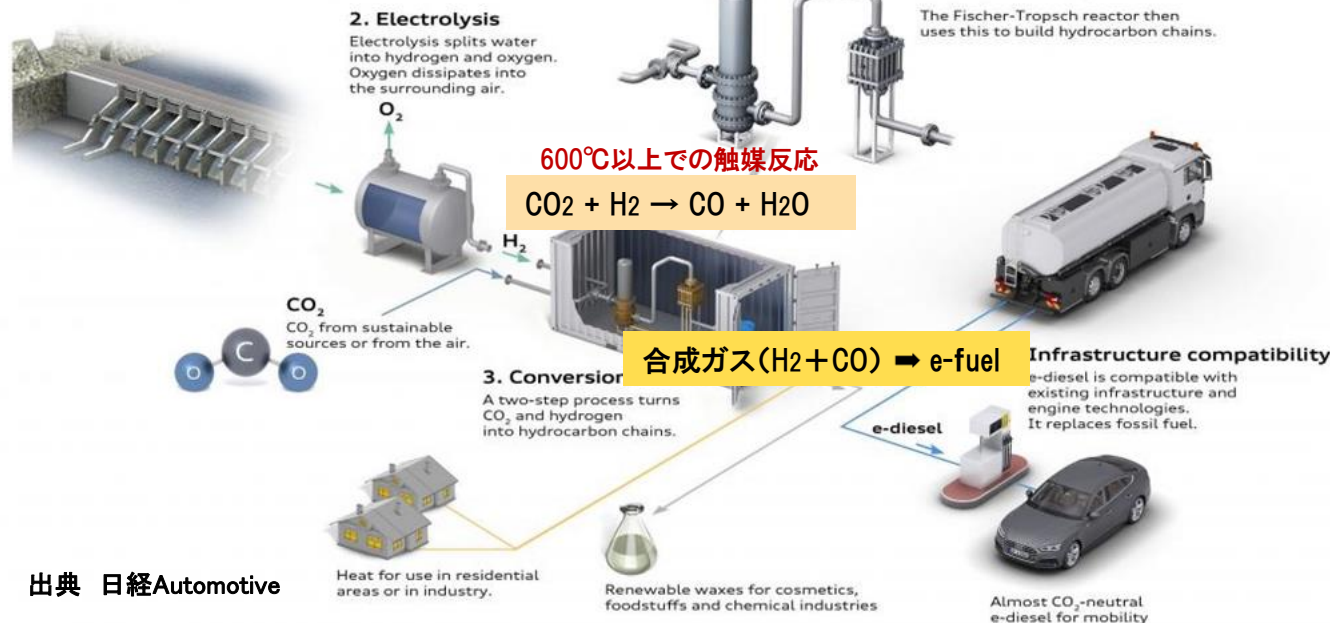 2. Electrolysis
Electrolysis splits water
into hydrogen and oxygen.
Oxygen dissipates into
the surrounding air.
The Fischer-Tropsch reactor then
uses this to build hydrocarbon chains.
O2
600℃以上での触媒反応
CO2 + H2 → CO + H2O
H2
CO2
CO2 from sustainable
sources or from the air.
C
O
O
合成ガス(H2+CO) ➡ e-fuel
3. Conversion
A two-step process turns
CO2 and hydrogen
into hydrocarbon chains.
Infrastructure compatibility
e-diesel is compatible with
existing infrastructure and
engine technologies.
It replaces fossil fuel.
e-diesel
Heat for use in residential
areas or in industry.
Renewable waxes for cosmetics,
foodstuffs and chemical industries
Almost CO2-neutral
e-diesel for mobility
出典 日経Automotive